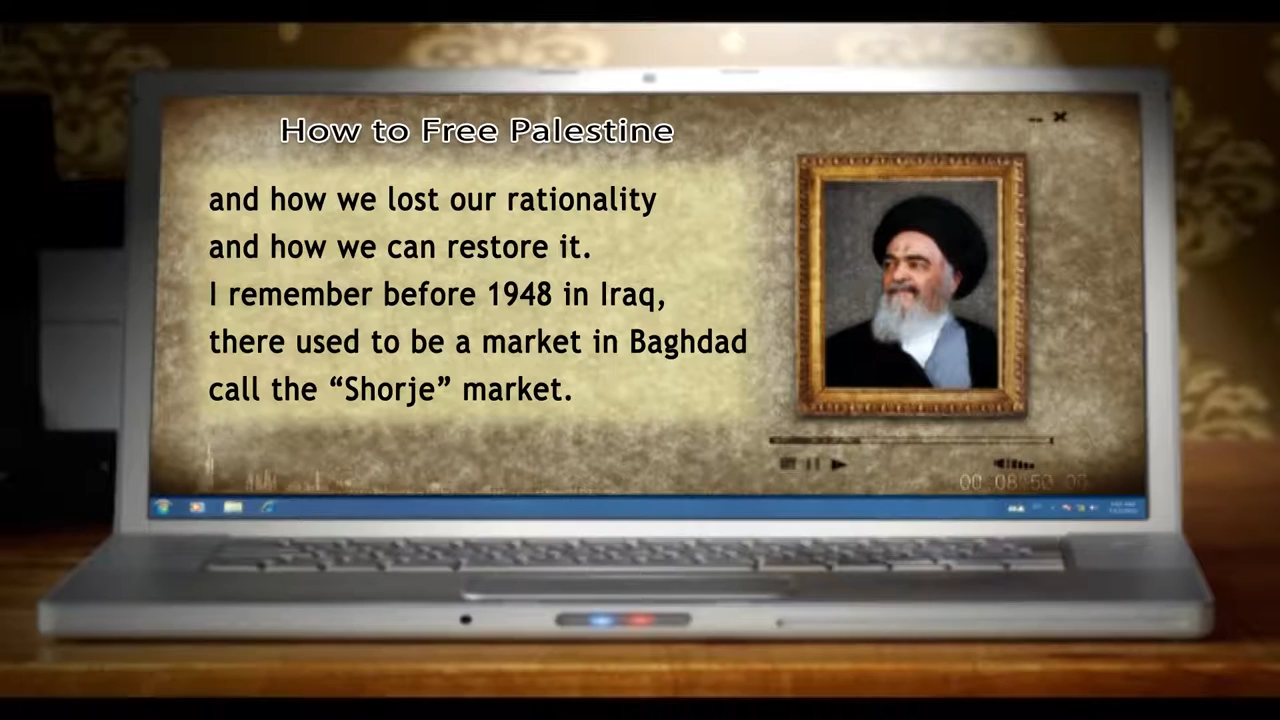 How to Free Palestine
and how we lost our rationality
and how we can restore it.
I remember before 1948 in Iraq,
there used to be a market in Baghdad
call the “Shorje” market.